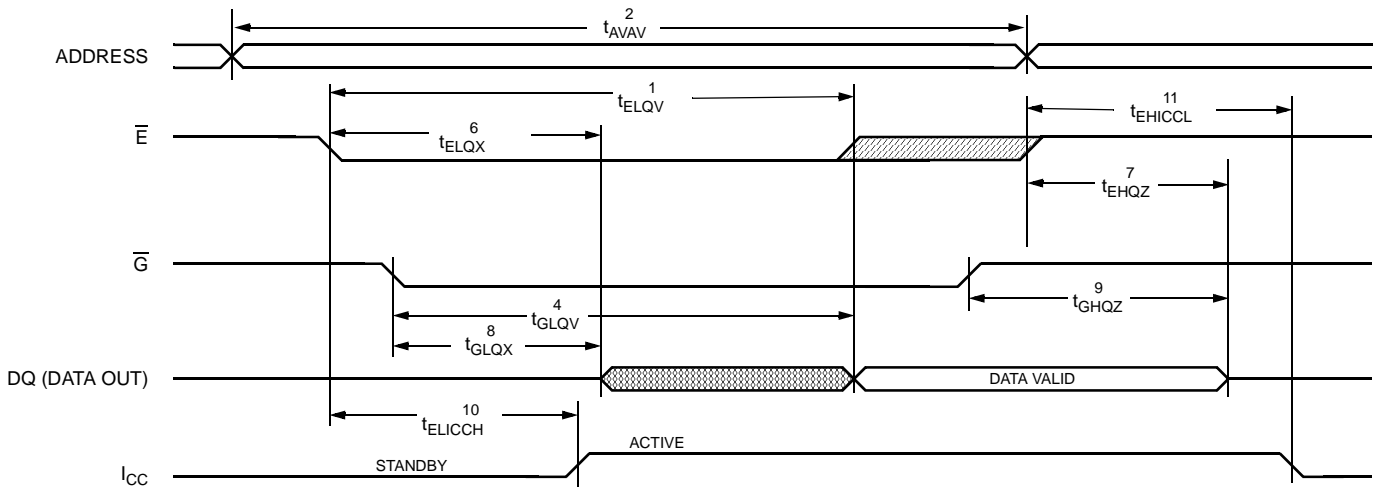 2
tAVAV
ADDRESS
1
tELQV
11
tEHICCL
E
6
tELQX
7
tEHQZ
G
9
tGHQZ
4
tGLQV
8
tGLQX
DQ (DATA OUT)
DATA VALID
10
tELICCH
ACTIVE
STANDBY
ICC